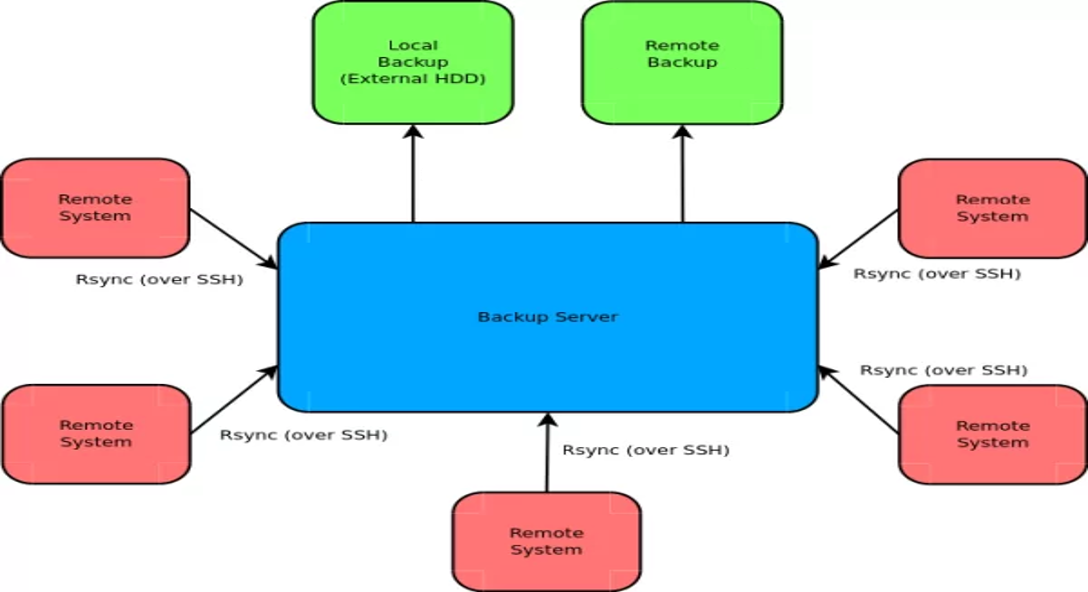 Local
Backup
(External HDD)
Remote
Backup
Remote
System
Remote
System
Rsync (over SSH)
Rsync (over SSH)
Backup Server
Rsync (over SSH)
Remote
System
Remote
System
Rsync (over SSH)
Rsync (over SSH)
Remote
System